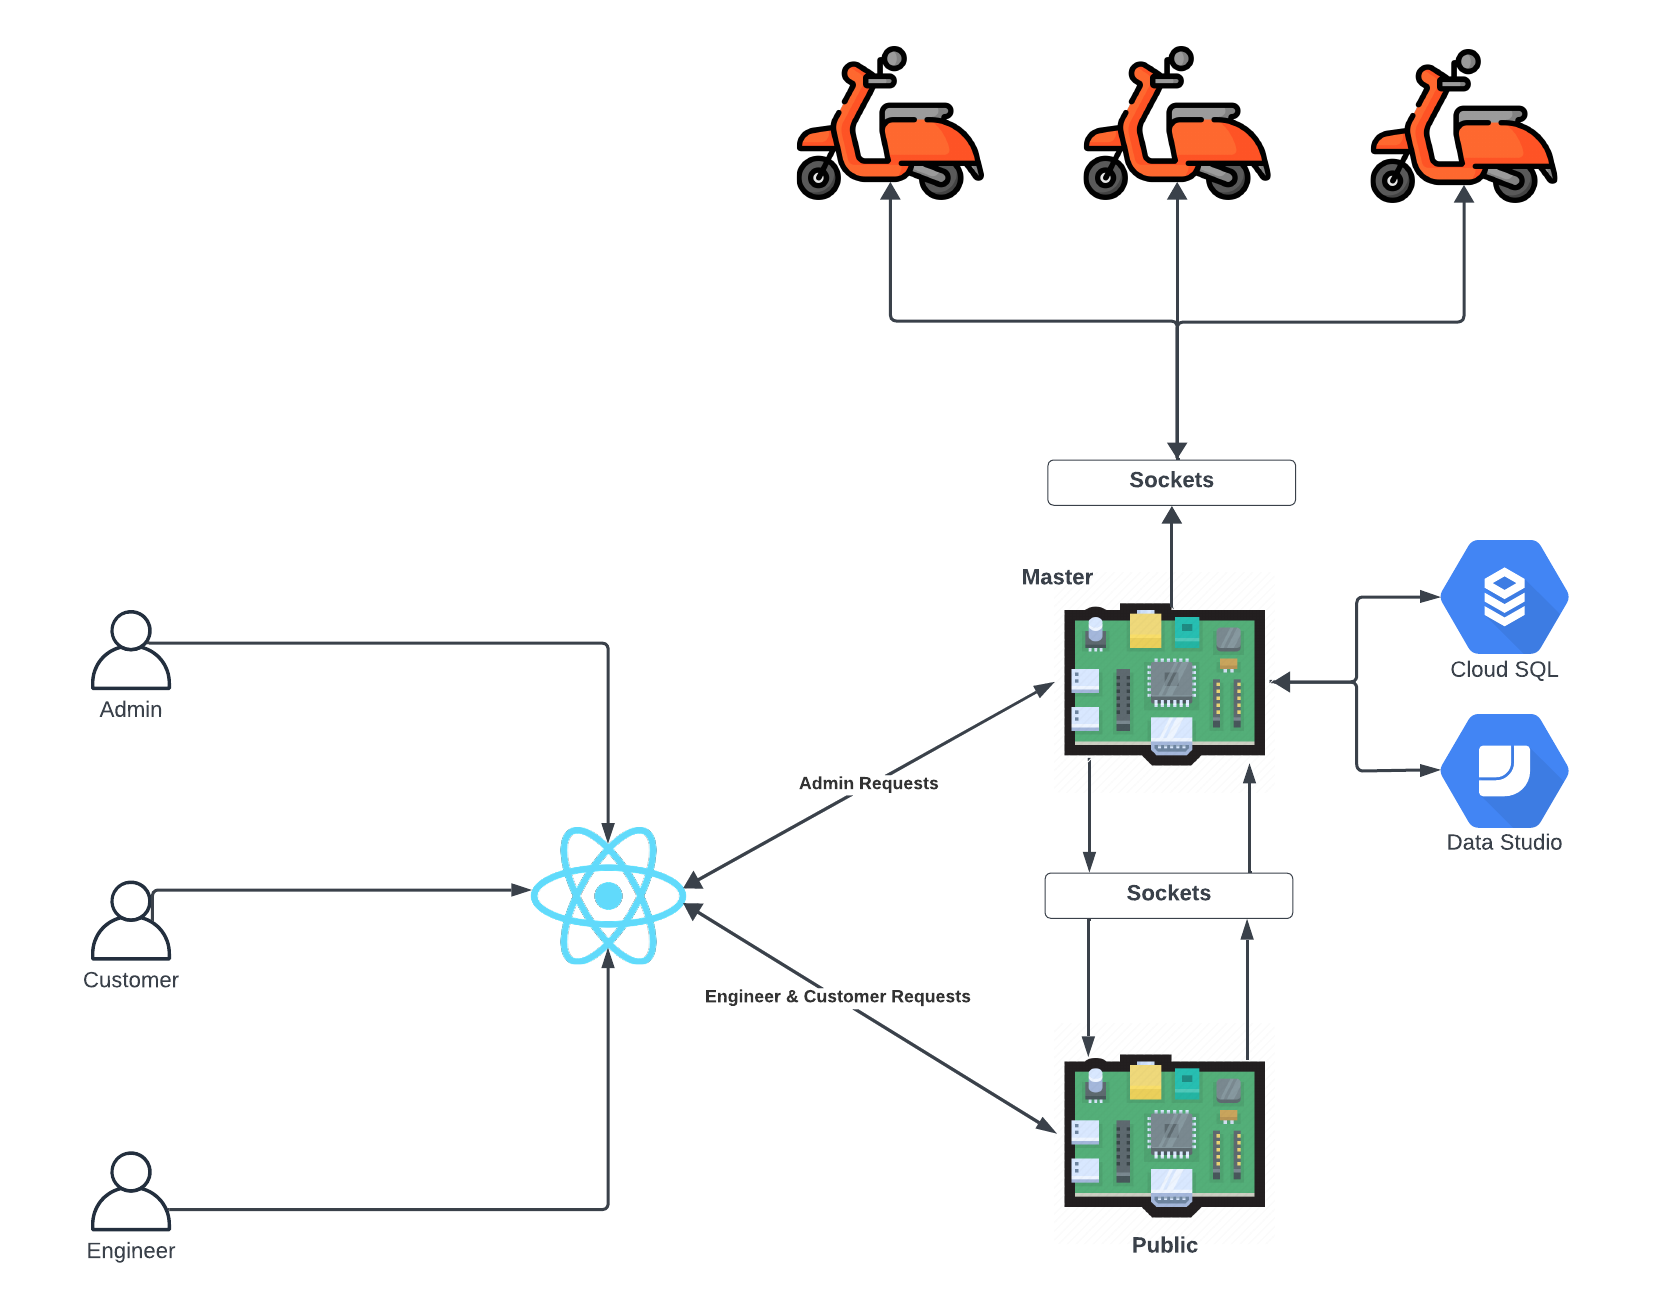 Sockets
Master
Cloud SQL
Admin
Admin Requests
Data Studio
Sockets
Customer
Engineer & Customer Requests
Engineer
Public